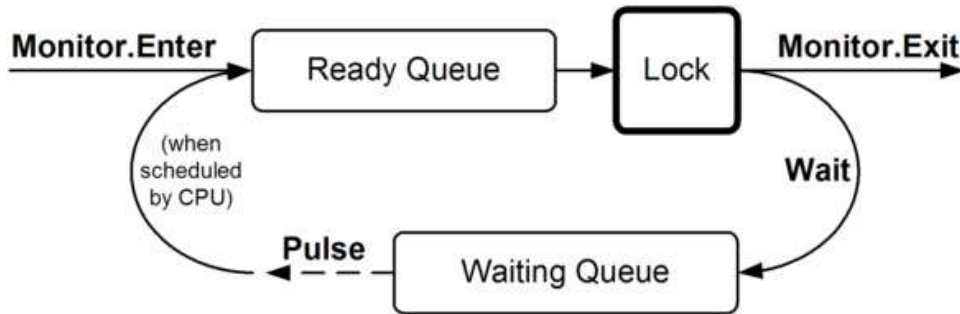 Monitor.Enter
Ready Queue
Lock
Monitor.Exit
(when
scheduled
by CPU)
Wait
Pulse
Waiting Queue